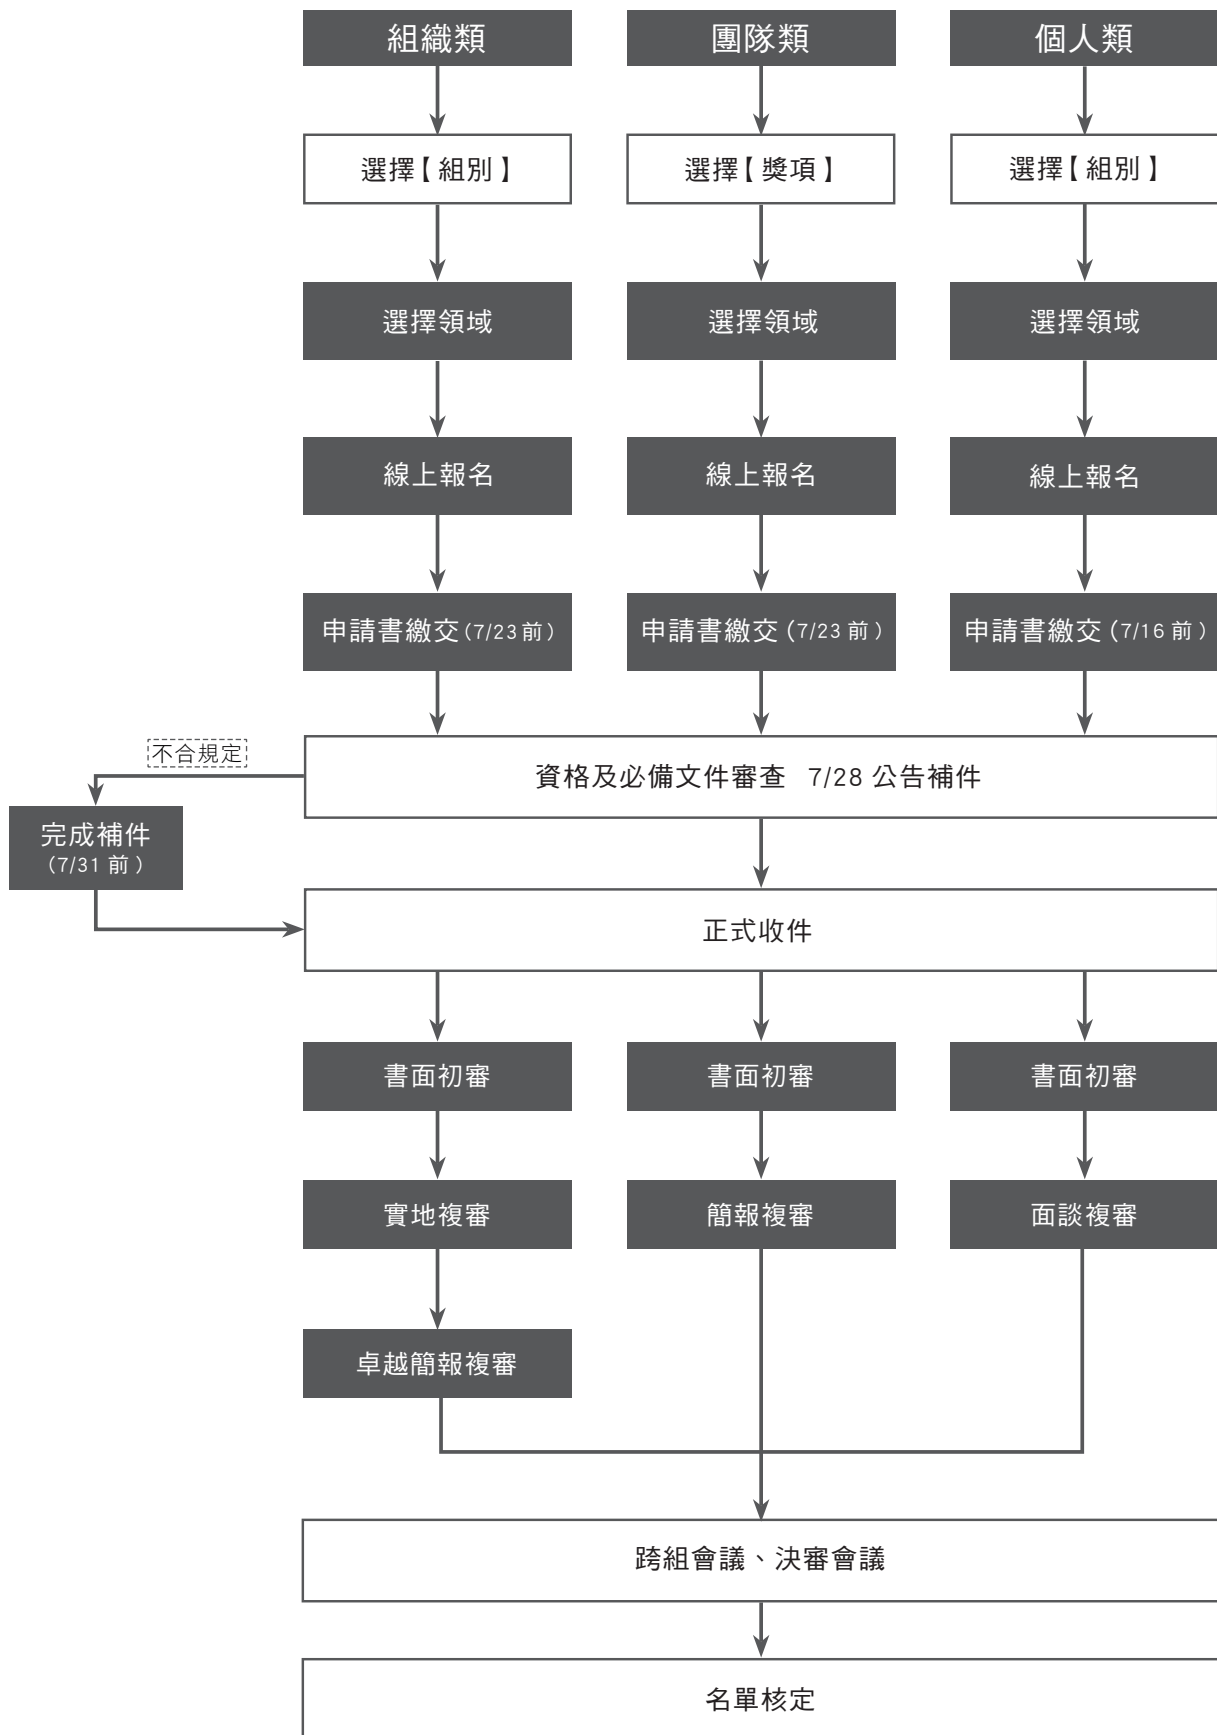 組織類
團隊類
個人類
選擇【組別】
選擇【獎項】
選擇【組別】
選擇領域
選擇領域
選擇領域
線上報名
線上報名
線上報名
申請書繳交(7/23前)
申請書繳交(7/23前)
申請書繳交(7/16前)
不合規定
資格及必備文件審查 7/28 公告補件
完成補件
(7/31前)
正式收件
書面初審
書面初審
書面初審
實地複審
簡報複審
面談複審
卓越簡報複審
跨組會議、決審會議
名單核定